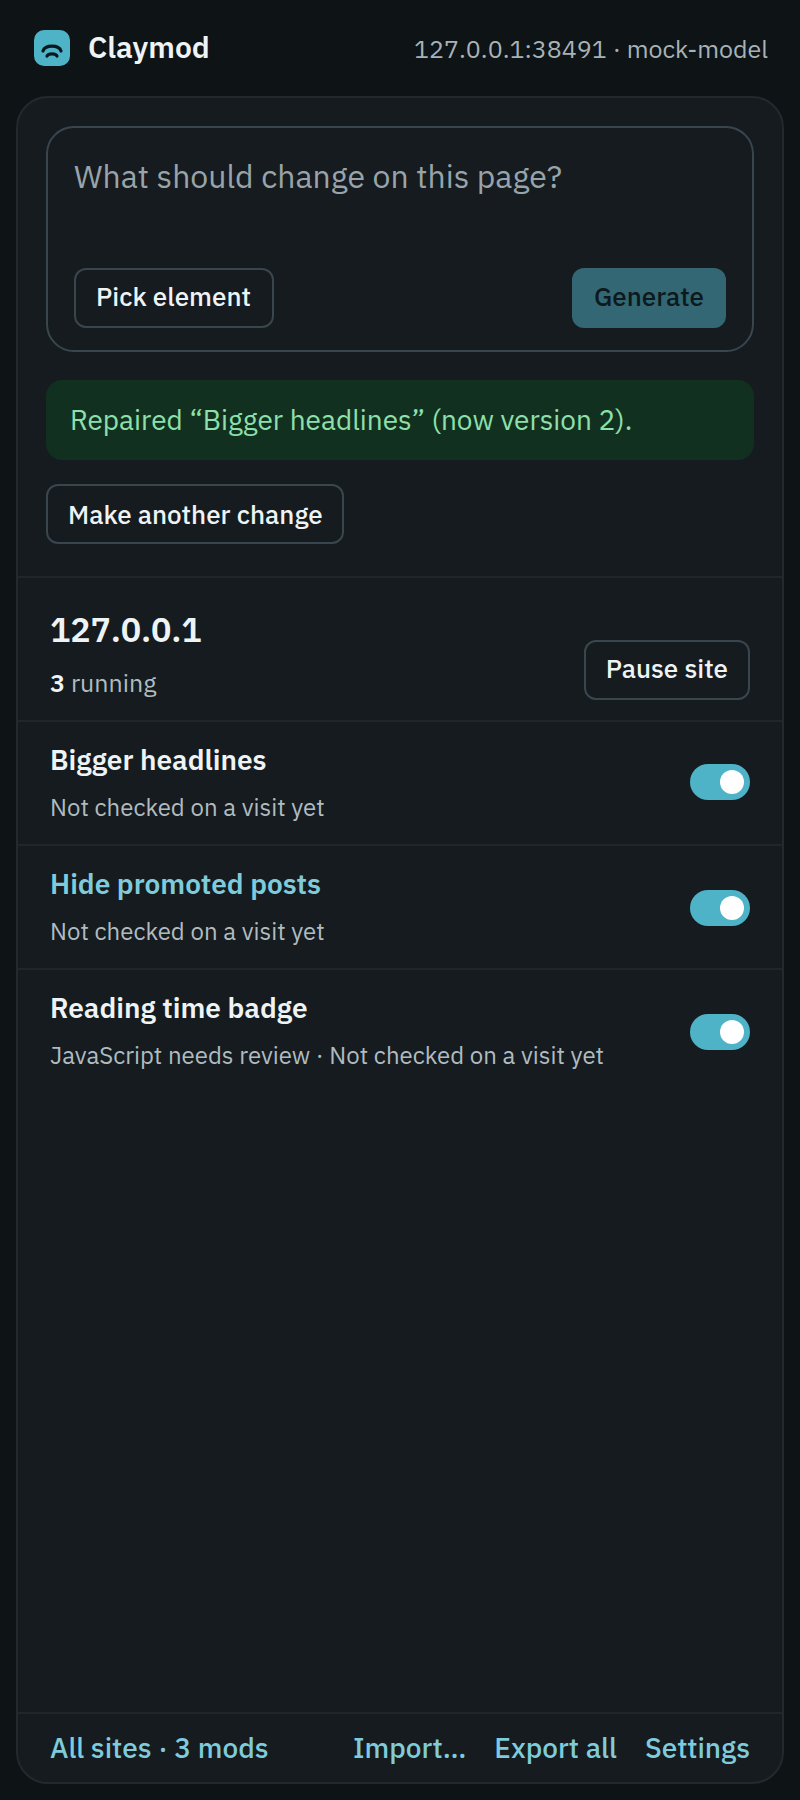 Claymod
127.0.0.1:38491 · mock-model
What should change on this page?
Pick element
Generate
Repaired “Bigger headlines” (now version 2).
Make another change
127.0.0.1
3 running
Pause site
Bigger headlines
Not checked on a visit yet
Hide promoted posts
Not checked on a visit yet
Reading time badge
JavaScript needs review · Not checked on a visit yet
All sites · 3 mods
Import…
Export all
Settings